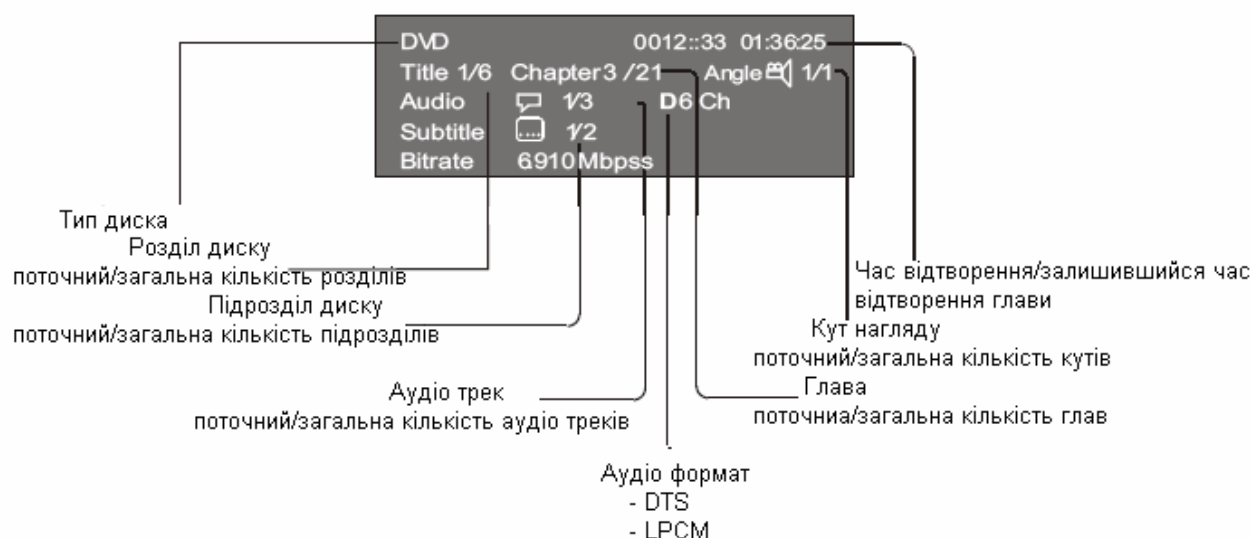 DVD 0012::33 01:36:25
Title 1/6 Chapter3 /21 Angle 1/1
Audio 1/3 D6 Ch
Subtitle 1/2
Bitrate 6.910 Mbpss
Тип диска
Розділ диску
поточний/загальна кількість розділів
Підрозділ диску
поточний/загальна кількість підрозділів
Аудіо трек
поточний/загальна кількість аудіо треків
Час відтворення/залишившийся час
відтворення глави
Кут нагляду
поточний/загальна кількість кутів
Глава
поточниа/загальна кількість глав
Аудіо формат
- DTS
- LPCM